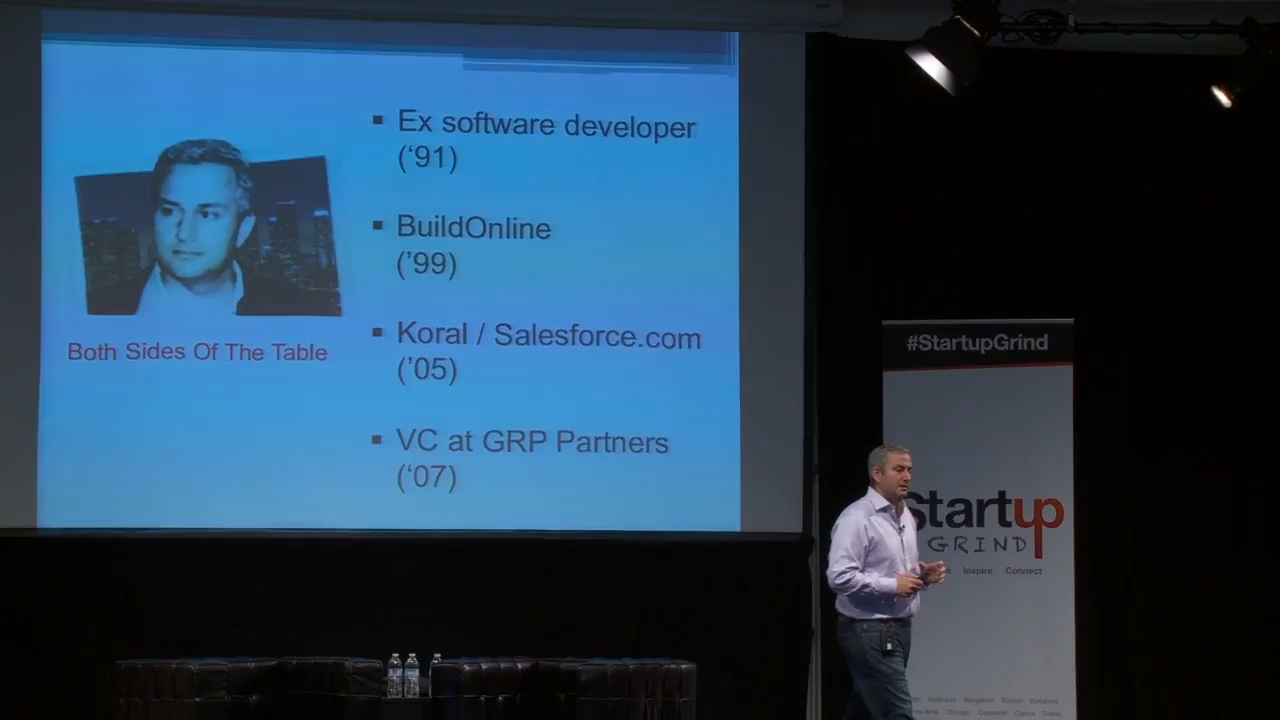 Ex software developer
(‘91)
BuildOnline
(’99)
Koral / Salesforce.com
(’05)
VC at GRP Partners
(‘07)
Both Sides Of The Table
#StartupGrind
Startup
GRIND
Inspire Connect